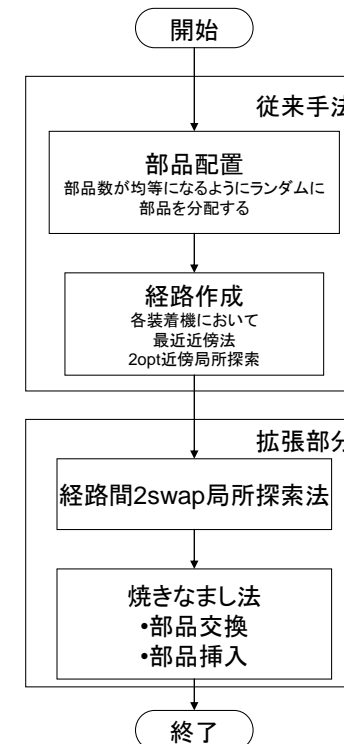 開始
従来手法
部品配置
部品数が均等になるようにランダムに
部品を分配する
経路作成
各装着機において
最近近傍法
2opt近傍局所探索
拡張部分
経路間2swap局所探索法
焼きなまし法
•部品交換
•部品挿入
終了